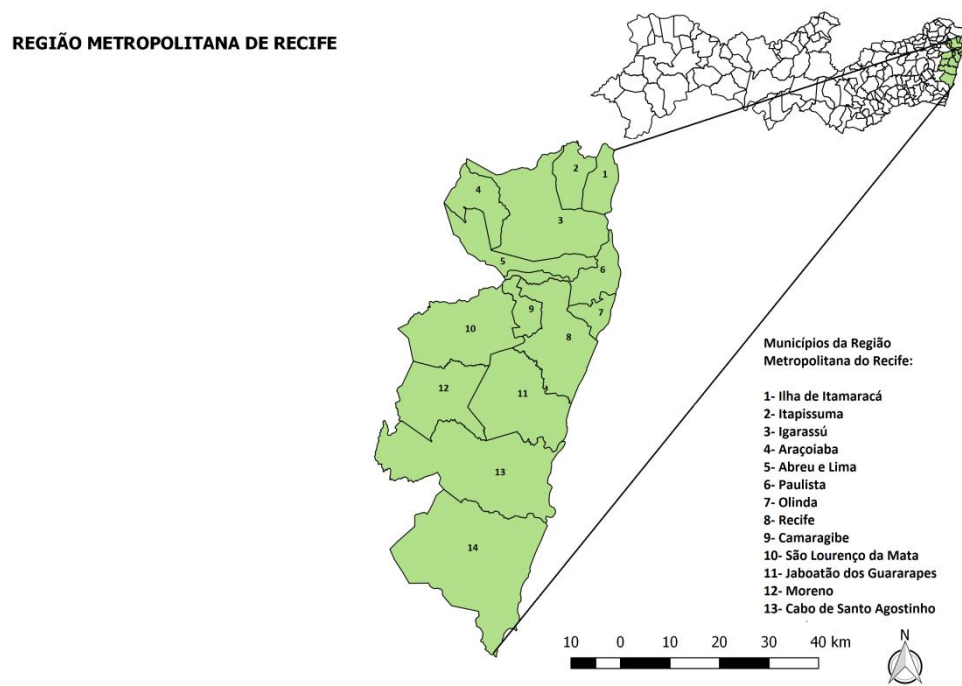 REGIÃO METROPOLITANA DE RECIFE
2
1
4
3
5
6
7
9
8
10
12
11
13
14
Municípios da Região
Metropolitana do Recife:
1- Ilha de Itamaracá
2- Itapissuma
3- Igarassú
4- Araçoiaba
5- Abreu e Lima
6- Paulista
7- Olinda
8- Recife
9- Camaragibe
10- São Lourenço da Mata
11- Jaboatão dos Guararapes
12- Moreno
13- Cabo de Santo Agostinho
N
10 0 10 20 30 40 km